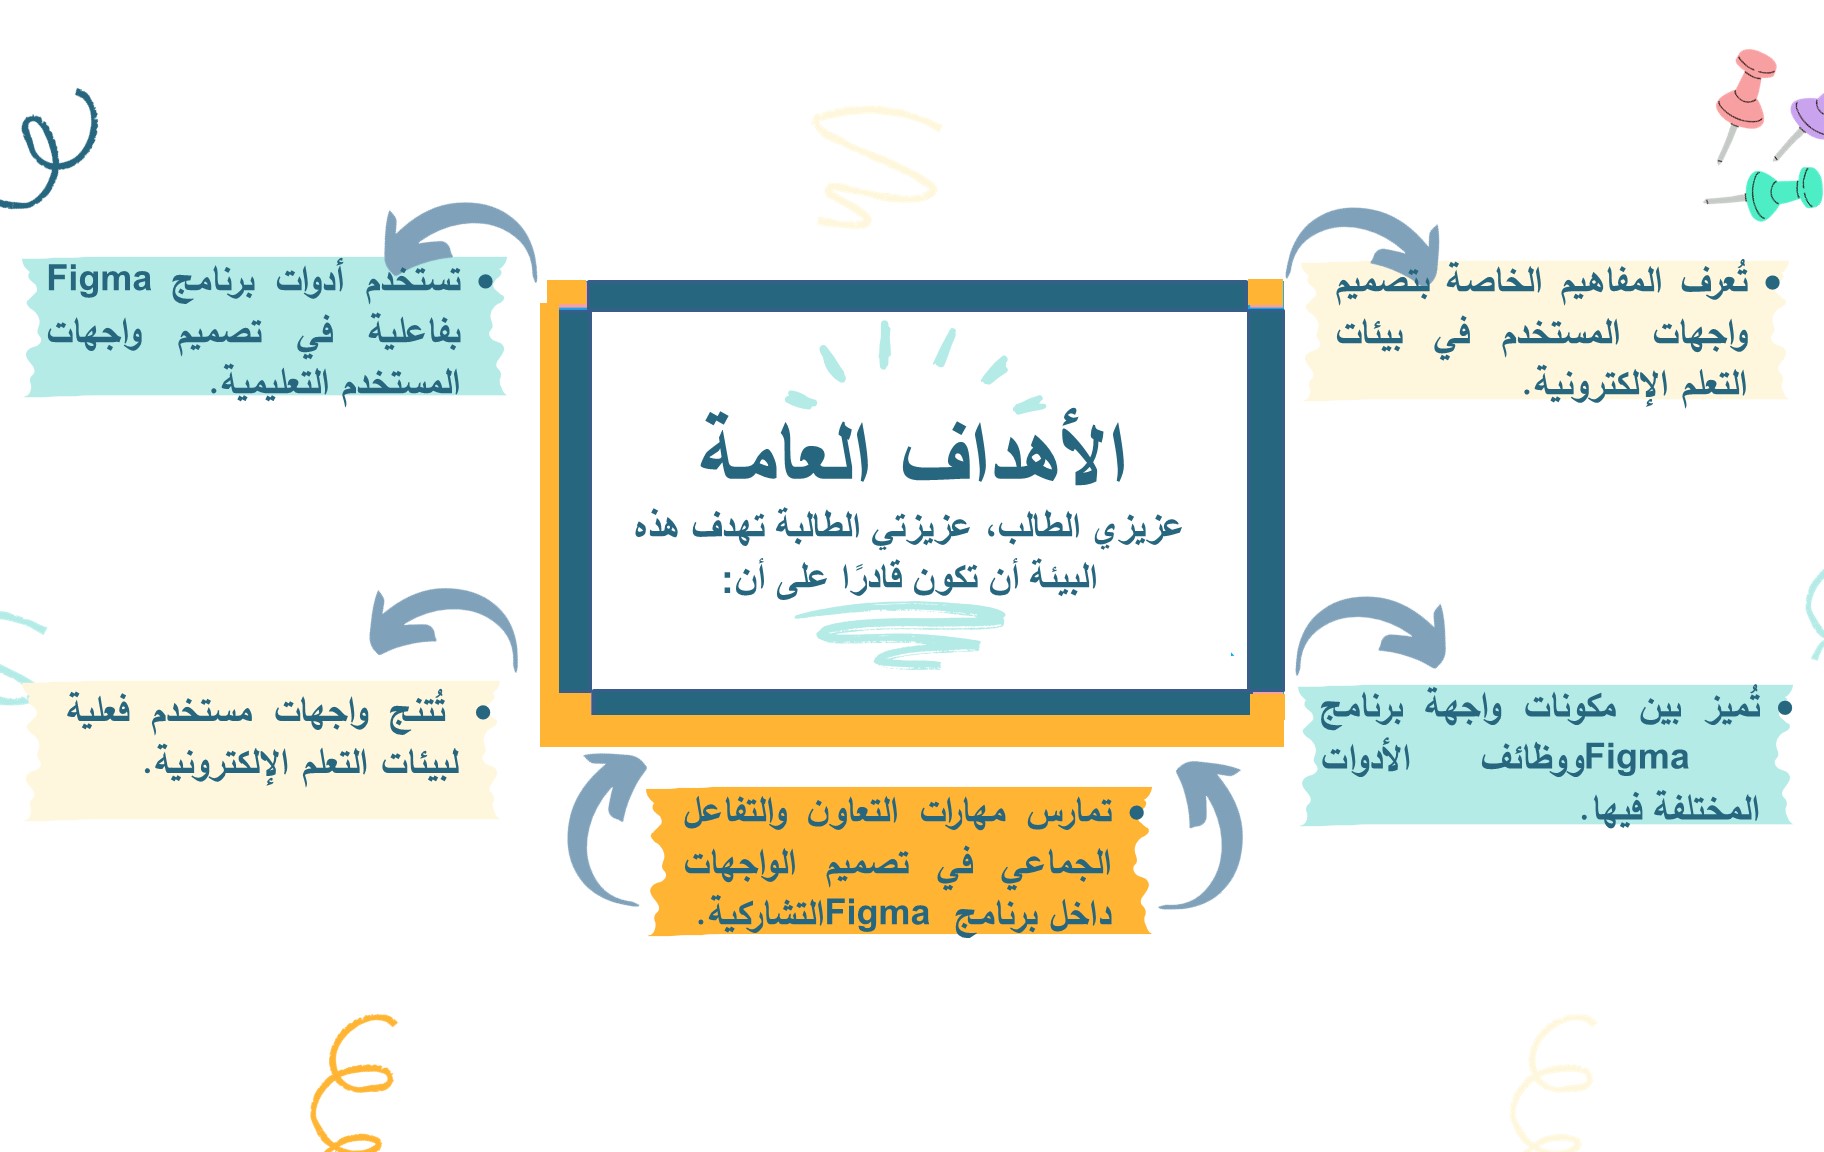 الأهداف العامة
عزيزي الطالب، عزيزتي الطالبة تهدف هذه
البيئة أن تكون قادرًا على أن:
• تُعرف المفاهيم الخاصة بتصميم
واجهات المستخدم في بيئات
التعلم الإلكترونية.
• تُميز بين مكونات واجهة برنامج
Figmaووظائف الأدوات
المختلفة فيها.
• تستخدم أدوات برنامج Figma
بفاعلية في تصميم واجهات
المستخدم التعليمية.
• تُتنج واجهات مستخدم فعلية
لبيئات التعلم الإلكترونية.
• تمارس مهارات التعاون والتفاعل
الجماعي في تصميم الواجهات
داخل برنامج Figmaالتشاركية.